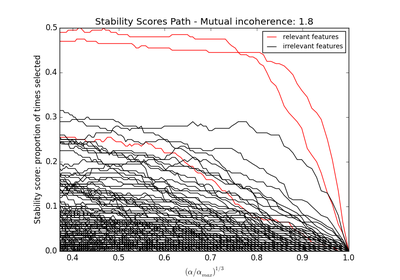 Stability Scores Path - Mutual incoherence: 1.8
relevant features
irrelevant features
Stability score: proportion of times selected
0.5
0.4
0.3
0.2
0.1
0.0
0.4 0.5 0.6 0.7 0.8 0.9 1.0
(α/α_max)^1/3